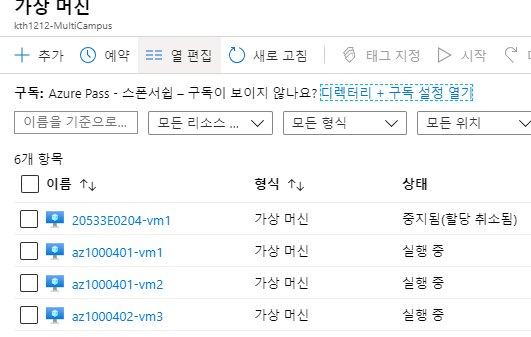 가상 머신
kth1212-MultiCampus
추가 예약 열 편집 새로 고침 태그 지정 시작
구독: Azure Pass - 스폰서쉽 – 구독이 보이지 않나요? 디렉터리 + 구독 설정 열기
이름을 기준으로... 모든 리소스 ... 모든 형식 모든 위치
6개 항목
이름 형식 상태
20533E0204-vm1 가상 머신 중지됨(할당 취소됨)
az1000401-vm1 가상 머신 실행 중
az1000401-vm2 가상 머신 실행 중
az1000402-vm3 가상 머신 실행 중